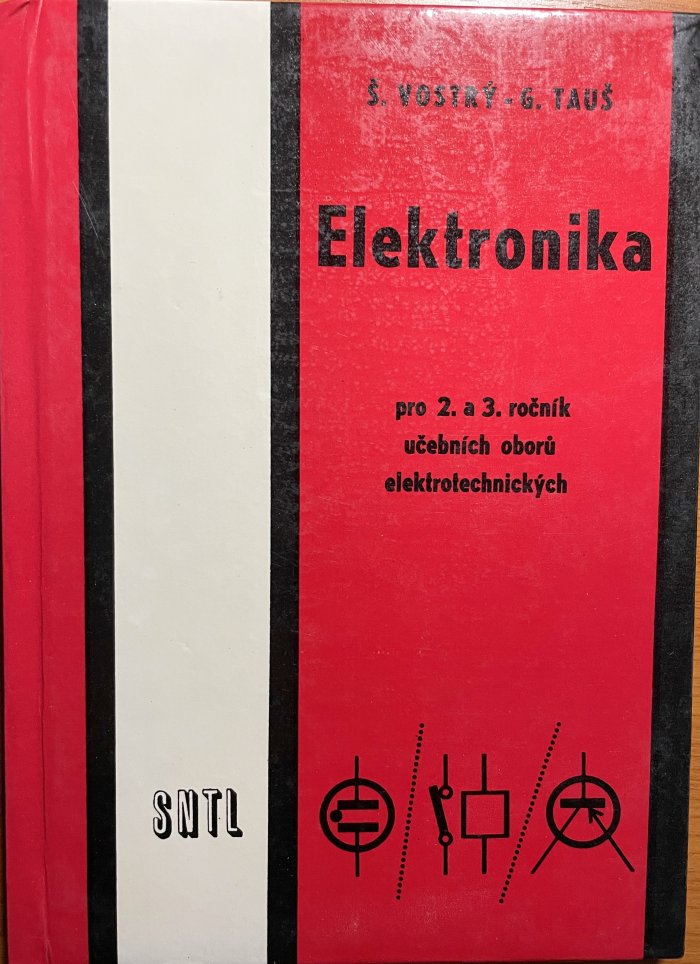 Š. VOSTRÝ - G. TAUŠ
Elektronika
pro 2. a 3. ročník
učebních oborů
elektrotechnických
SNTL